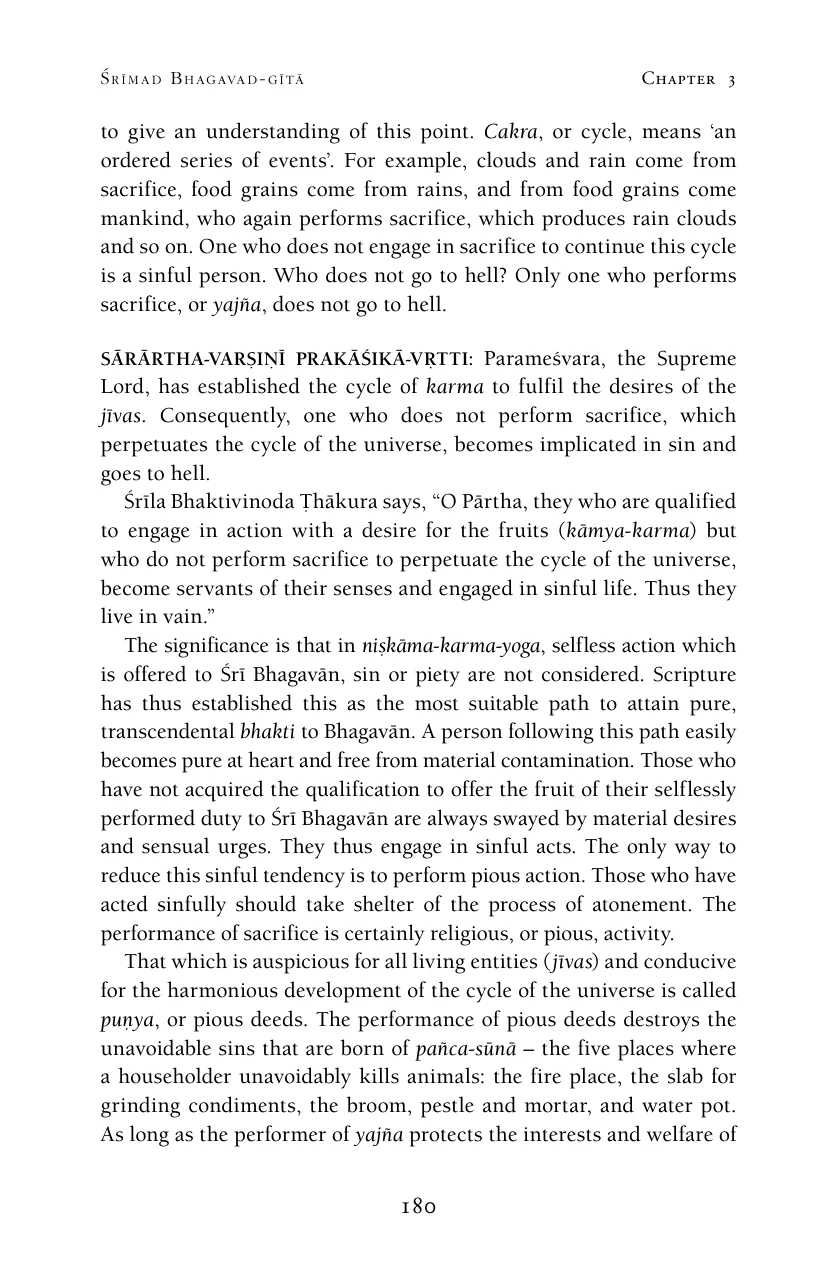 Śrīmad Bhagavad-gītā Chapter 3
to give an understanding of this point. Cakra, or cycle, means ‘an
ordered series of events’. For example, clouds and rain come from
sacrifice, food grains come from rains, and from food grains come
mankind, who again performs sacrifice, which produces rain clouds
and so on. One who does not engage in sacrifice to continue this cycle
is a sinful person. Who does not go to hell? Only one who performs
sacrifice, or yajña, does not go to hell.
SĀRĀRTHA-VARṢIṆĪ PRAKĀŚIKĀ-VṚTTI: Parameśvara, the Supreme
Lord, has established the cycle of karma to fulfil the desires of the
jīvas. Consequently, one who does not perform sacrifice, which
perpetuates the cycle of the universe, becomes implicated in sin and
goes to hell.
Śrīla Bhaktivinoda Ṭhākura says, “O Pārtha, they who are qualified
to engage in action with a desire for the fruits (kāmya-karma) but
who do not perform sacrifice to perpetuate the cycle of the universe,
become servants of their senses and engaged in sinful life. Thus they
live in vain.”
The significance is that in niṣkāma-karma-yoga, selfless action which
is offered to Śrī Bhagavān, sin or piety are not considered. Scripture
has thus established this as the most suitable path to attain pure,
transcendental bhakti to Bhagavān. A person following this path easily
becomes pure at heart and free from material contamination. Those who
have not acquired the qualification to offer the fruit of their selflessly
performed duty to Śrī Bhagavān are always swayed by material desires
and sensual urges. They thus engage in sinful acts. The only way to
reduce this sinful tendency is to perform pious action. Those who have
acted sinfully should take shelter of the process of atonement. The
performance of sacrifice is certainly religious, or pious, activity.
That which is auspicious for all living entities (jīvas) and conducive
for the harmonious development of the cycle of the universe is called
puṇya, or pious deeds. The performance of pious deeds destroys the
unavoidable sins that are born of pañca-sūnā – the five places where
a householder unavoidably kills animals: the fire place, the slab for
grinding condiments, the broom, pestle and mortar, and water pot.
As long as the performer of yajña protects the interests and welfare of
180